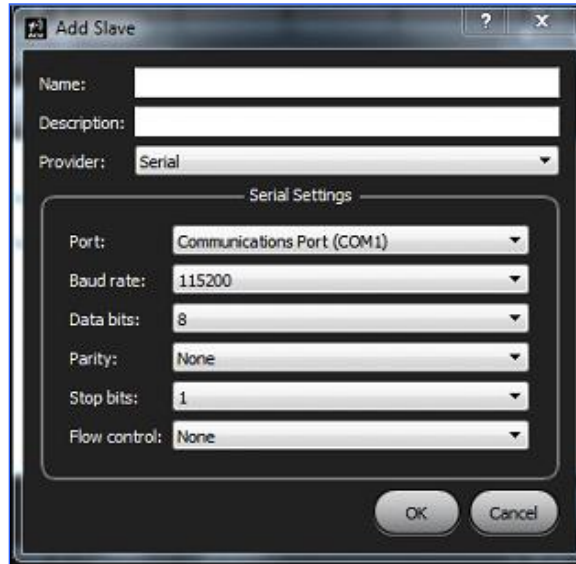 Add Slave
Name:
Description:
Provider: Serial
Serial Settings
Port: Communications Port (COM1)
Baud rate: 115200
Data bits: 8
Parity: None
Stop bits: 1
Flow control: None
OK Cancel